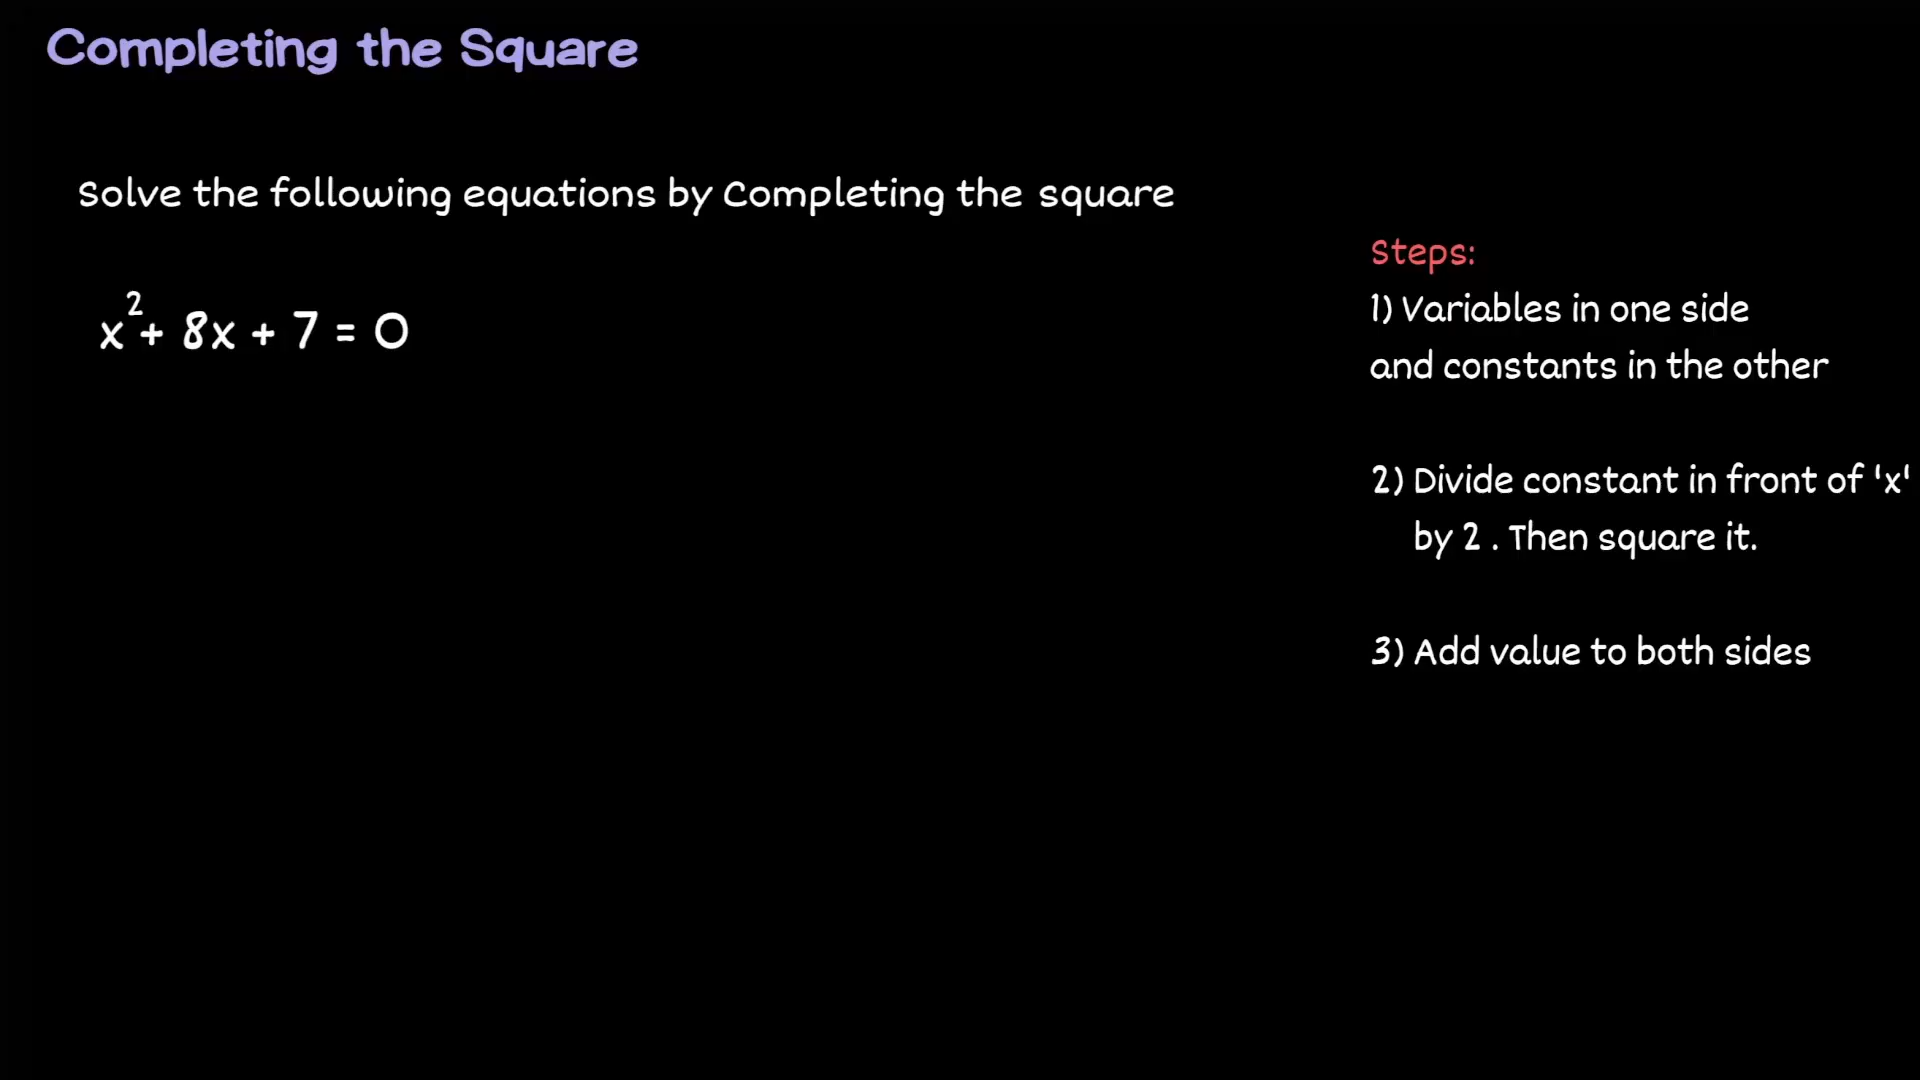 Completing the Square
Solve the following equations by Completing the square
x² + 8x + 7 = 0
Steps:
1) Variables in one side
and constants in the other
2) Divide constant in front of 'x'
by 2 . Then square it.
3) Add value to both sides